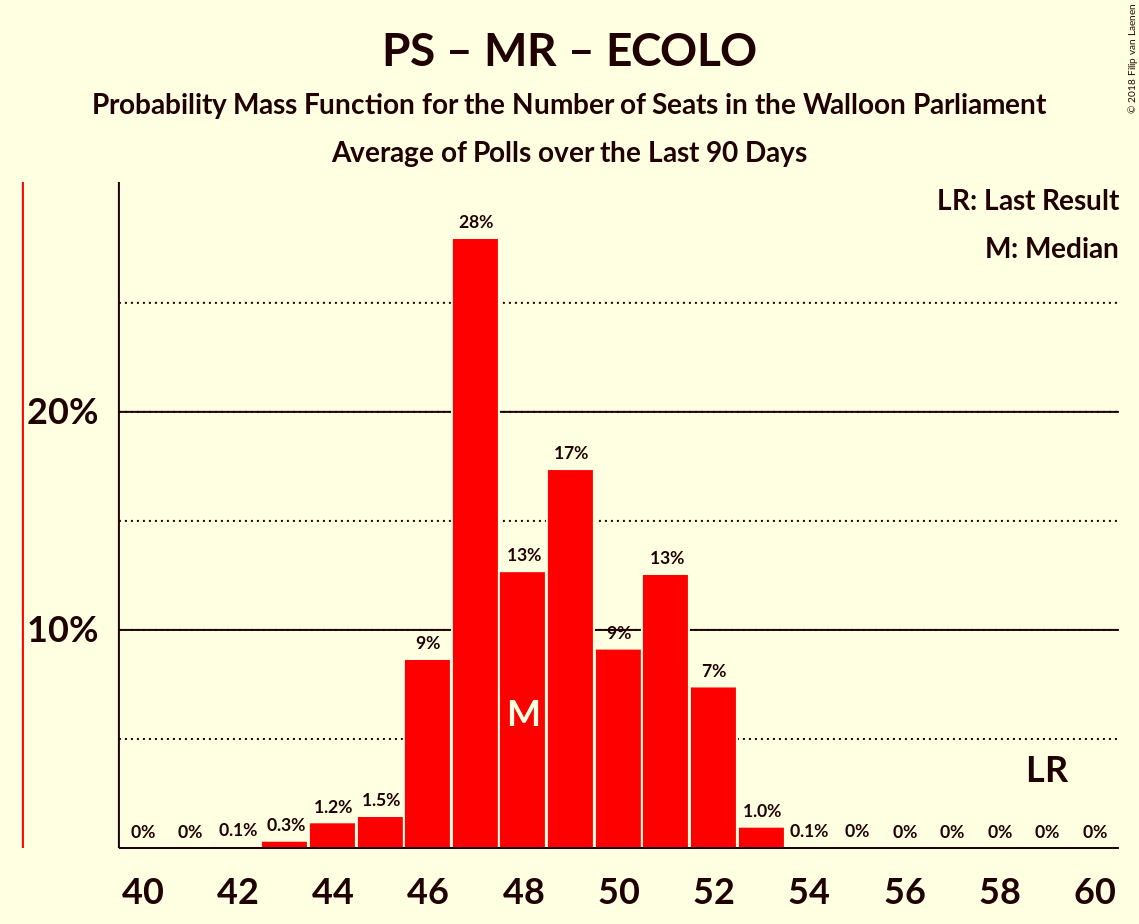 PS – MR – ECOLO
Probability Mass Function for the Number of Seats in the Walloon Parliament
Average of Polls over the Last 90 Days
© 2018 Filip van Laenen
LR: Last Result
M: Median
28%
20%
17%
13%
13%
10%
9%
9%
7%
M
LR
1.5%
1.2%
1.0%
0% 0% 0.1% 0.3% 0.1% 0% 0% 0% 0% 0% 0%
40 42 44 46 48 50 52 54 56 58 60